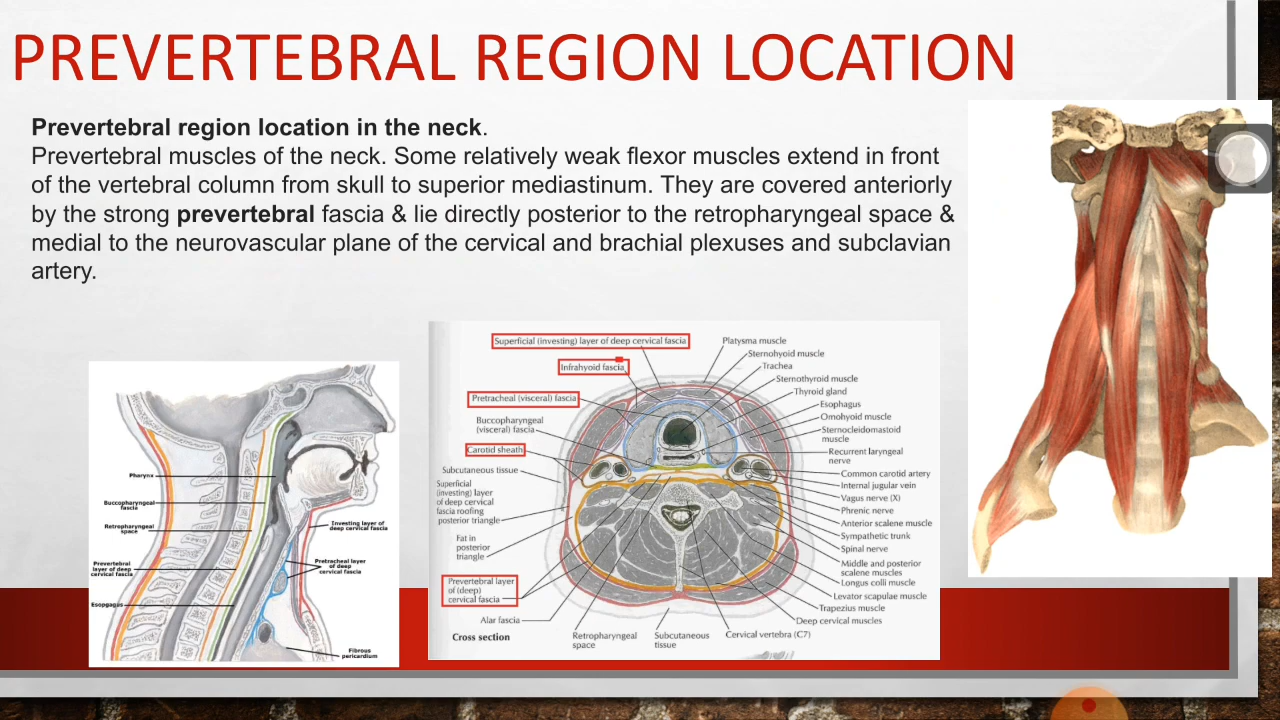 PREVERTEBRAL REGION LOCATION
Prevertebral region location in the neck.
Prevertebral muscles of the neck. Some relatively weak flexor muscles extend in front
of the vertebral column from skull to superior mediastinum. They are covered anteriorly
by the strong prevertebral fascia & lie directly posterior to the retropharyngeal space &
medial to the neurovascular plane of the cervical and brachial plexuses and subclavian
artery.
Pharynx
Buccopharyngeal
fascia
Retropharyngeal
space
Prevertebral
layer of deep
cervical fascia
Esopgagus
Investing layer of
deep cervical fascia
Pretracheal layer
of deep
cervical fascia
Fibrous
pericardium
Superficial (investing) layer of deep cervical fascia
Infrahyoid fascia
Pretracheal (visceral) fascia
Buccopharyngeal
(visceral) fascia
Carotid sheath
Subcutaneous tissue
Superficial
(investing) layer
of deep cervical
fascia roofing
posterior triangle
Fat in
posterior
triangle
Prevertebral layer
of (deep)
cervical fascia
Alar fascia
Cross section
Retropharyngeal
space
Subcutaneous
tissue
Cervical vertebra (C7)
Platysma muscle
Sternohyoid muscle
Trachea
Sternothyroid muscle
Thyroid gland
Esophagus
Omohyoid muscle
Sternocleidomastoid
muscle
Recurrent laryngeal
nerve
Common carotid artery
Internal jugular vein
Vagus nerve (X)
Phrenic nerve
Anterior scalene muscle
Sympathetic trunk
Spinal nerve
Middle and posterior
scalene muscles
Longus colli muscle
Levator scapulae muscle
Trapezius muscle
Deep cervical muscles